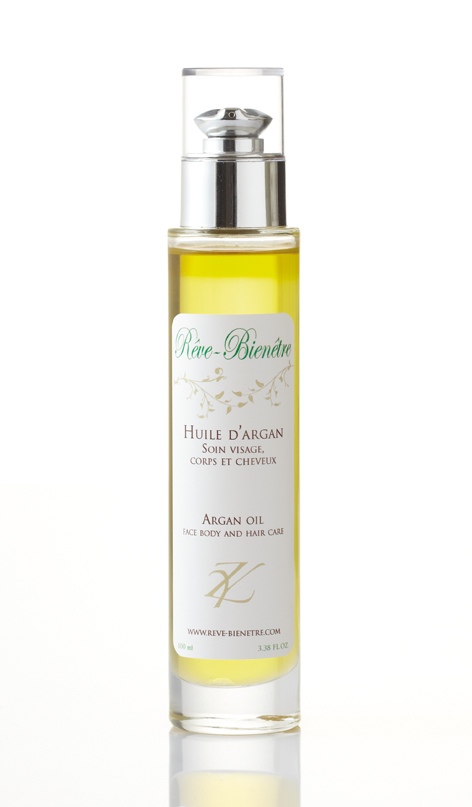 Rêve-Bienêtre
HUILE D'ARGAN
SOIN VISAGE,
CORPS ET CHEVEUX
ARGAN OIL
FACE BODY AND HAIR CARE
WWW.REVE-BIENETRE.COM
100 ml 3,38 FL.OZ.